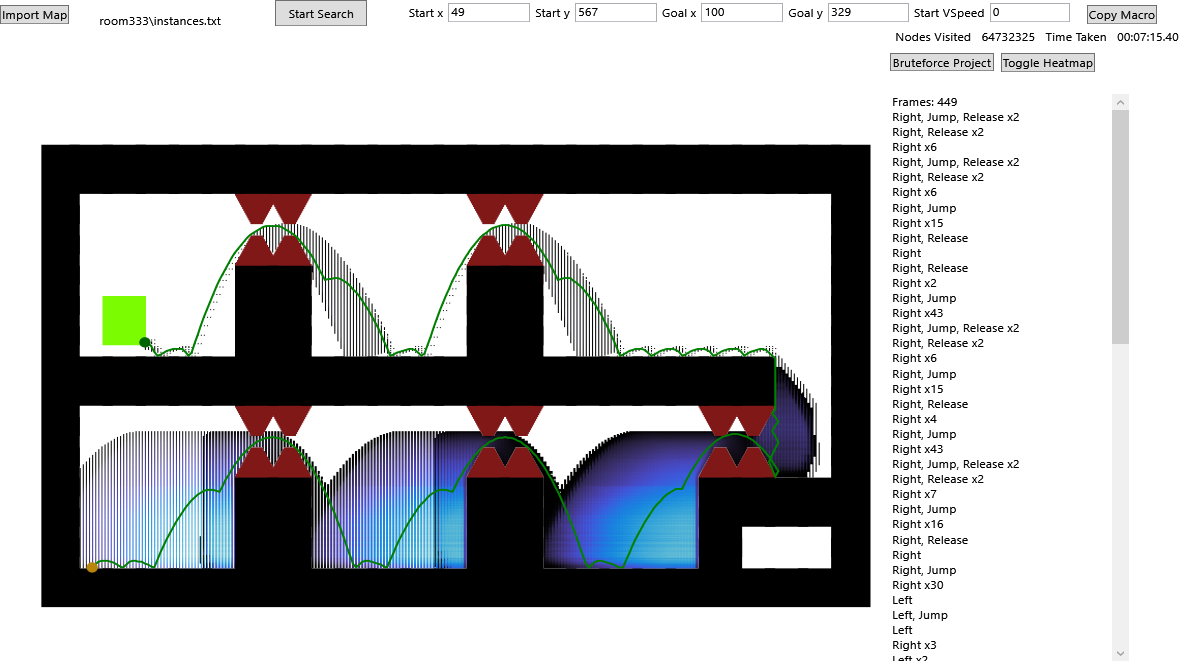 Import Map
room333\instances.txt
Start Search
Start x 49 Start y 567 Goal x 100 Goal y 329 Start VSpeed 0
Copy Macro
Nodes Visited 64732325 Time Taken 00:07:15.40
Bruteforce Project Toggle Heatmap
Frames: 449
Right, Jump, Release x2
Right, Release x2
Right x6
Right, Jump, Release x2
Right, Release x2
Right x6
Right, Jump
Right x15
Right, Release
Right
Right, Release
Right x2
Right, Jump
Right x43
Right, Jump, Release x2
Right, Release x2
Right x6
Right, Jump
Right x15
Right, Release
Right x4
Right, Jump
Right x43
Right, Jump, Release x2
Right, Release x2
Right x7
Right, Jump
Right x16
Right, Release
Right
Right, Jump
Right x30
Left
Left, Jump
Left
Right x3
Left x2